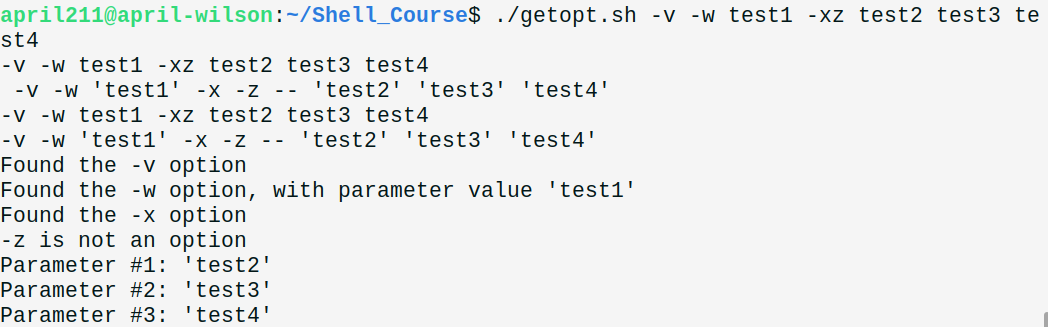 april211@april-wilson:~/Shell_Course$ ./getopt.sh -v -w test1 -xz test2 test3 te
st4
-v -w test1 -xz test2 test3 test4
 -v -w 'test1' -x -z -- 'test2' 'test3' 'test4'
-v -w test1 -xz test2 test3 test4
-v -w 'test1' -x -z -- 'test2' 'test3' 'test4'
Found the -v option
Found the -w option, with parameter value 'test1'
Found the -x option
-z is not an option
Parameter #1: 'test2'
Parameter #2: 'test3'
Parameter #3: 'test4'